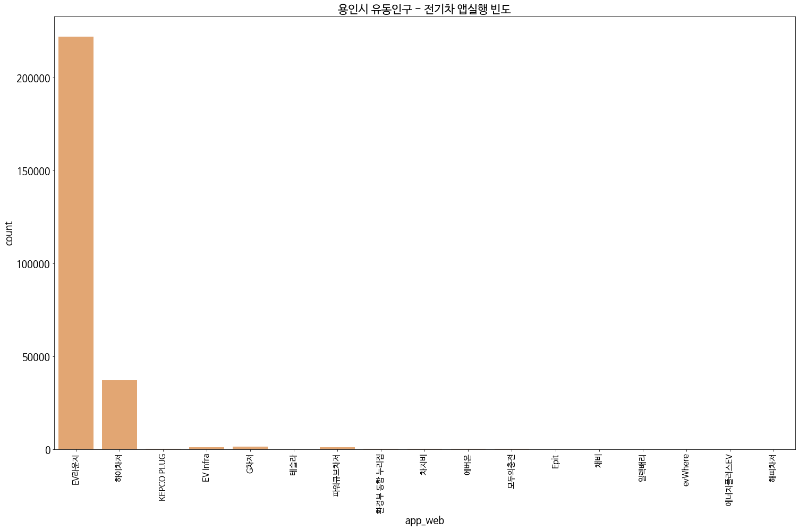 용인시 유동인구 - 전기차 앱실행 빈도
count
200000
150000
100000
50000
0
EV라운지
하이차저
KEPCO PLUG
EV Infra
G차저
테슬라
파워큐브차저
환경부 통합 누리집
차지비
에버온
모두의충전
Epit
채비
일렉베리
evWhere
에너지플러스EV
해피차저
app_web